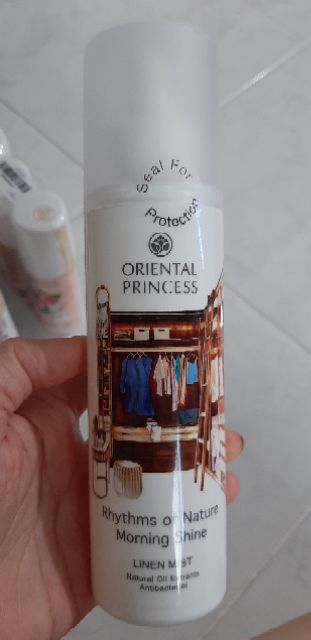 Seal For
Protection
ORIENTAL
PRINCESS
Rhythms of Nature
Morning Shine
LINEN MIST
Natural Oil Extracts
Antibacterial